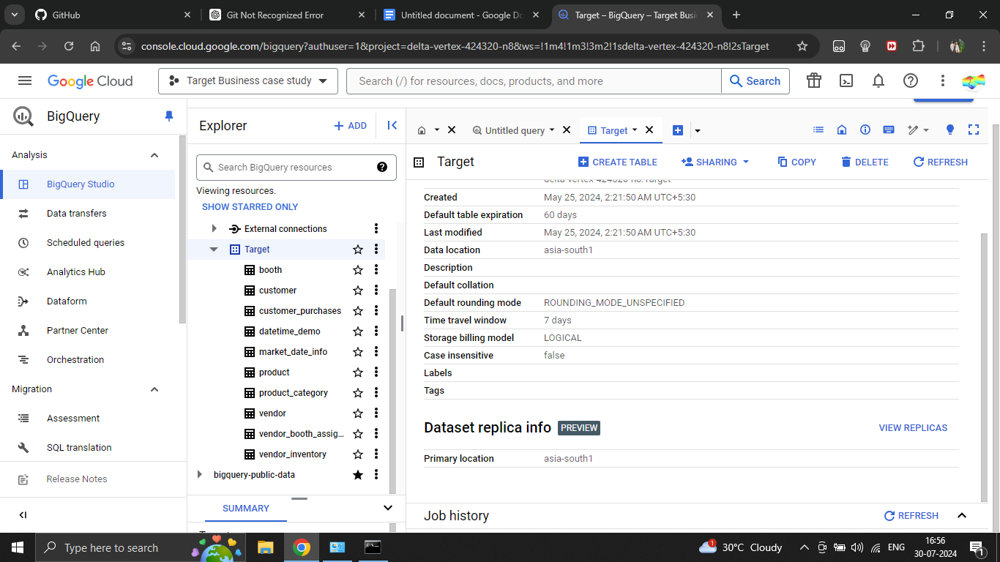 GitHub
Git Not Recognized Error
Untitled document - Google Do
Target – BigQuery – Target Busi
console.cloud.google.com/bigquery?authuser=1&project=delta-vertex-424320-n8&ws=!1m4!1m3!3m2!1sdelta-vertex-424320-n8!2sTarget
Google Cloud
Target Business case study
Search (/) for resources, docs, products, and more
Search
BigQuery
Analysis
BigQuery Studio
Data transfers
Scheduled queries
Analytics Hub
Dataform
Partner Center
Orchestration
Migration
Assessment
SQL translation
Release Notes
Explorer
+ ADD
Search BigQuery resources
Viewing resources.
SHOW STARRED ONLY
External connections
Target
booth
customer
customer_purchases
datetime_demo
market_date_info
product
product_category
vendor
vendor_booth_assig...
vendor_inventory
bigquery-public-data
SUMMARY
Untitled query
Target
Target
CREATE TABLE
SHARING
COPY
DELETE
REFRESH
delta-vertex-424320-n8.Target
Created May 25, 2024, 2:21:50 AM UTC+5:30
Default table expiration 60 days
Last modified May 25, 2024, 2:21:50 AM UTC+5:30
Data location asia-south1
Description
Default collation
Default rounding mode ROUNDING_MODE_UNSPECIFIED
Time travel window 7 days
Storage billing model LOGICAL
Case insensitive false
Labels
Tags
Dataset replica info PREVIEW VIEW REPLICAS
Primary location asia-south1
Job history REFRESH
Type here to search
1
30°C Cloudy
ENG
16:56
30-07-2024
1